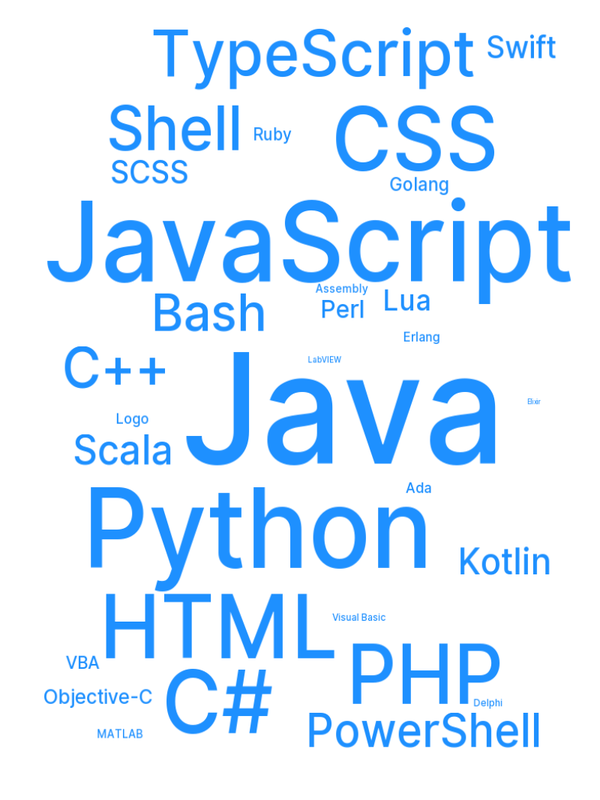 TypeScript
Swift
Shell
Ruby
CSS
SCSS
Golang
JavaScript
Assembly
Bash
Perl
Lua
Erlang
C++
LabVIEW
Java
Logo
Scala
Ada
Python
Kotlin
HTML
Visual Basic
VBA
PHP
Objective-C
C#
Delphi
MATLAB
PowerShell